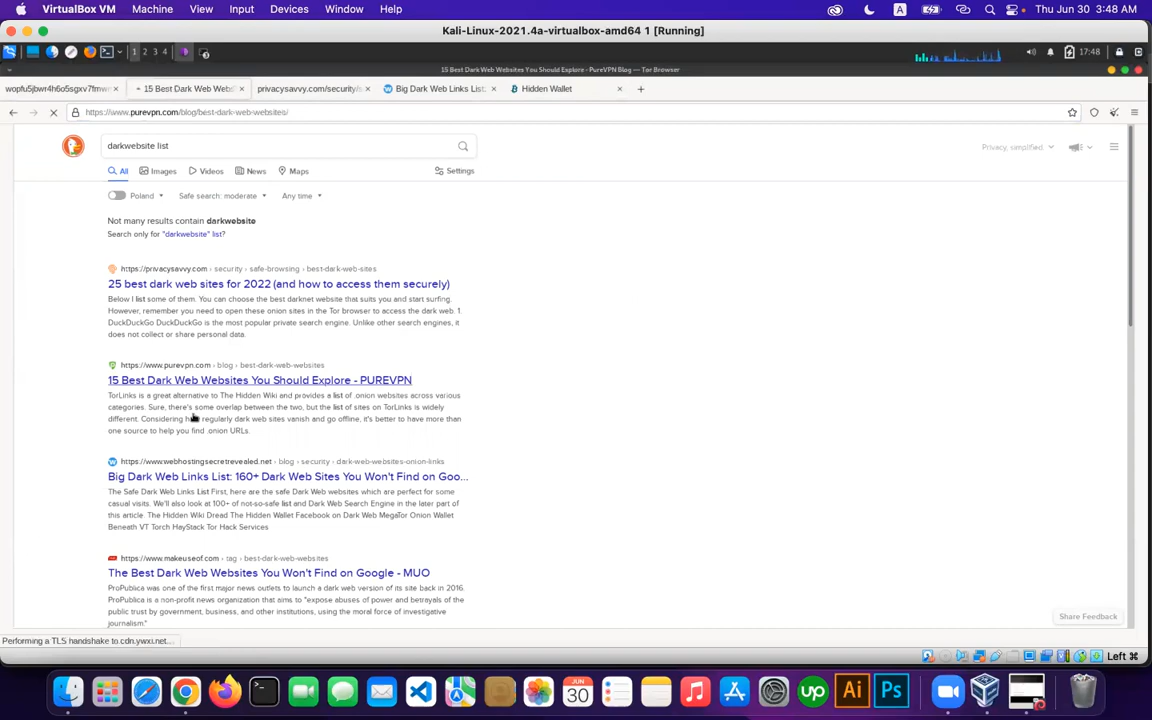 VirtualBox VM Machine View Input Devices Window Help Thu Jun 30 3:48 AM
Kali-Linux-2021.4a-virtualbox-amd64 1 [Running]
1 2 3 4 17:48
15 Best Dark Web Websites You Should Explore - PureVPN Blog — Tor Browser
wopfu5jbwr4h6o5sgxv7fmw 15 Best Dark Web Webs privacysavvy.com/security/s Big Dark Web Links List: Hidden Wallet
https://www.purevpn.com/blog/best-dark-web-websites/
darkwebsite list
Privacy, simplified.
All Images Videos News Maps Settings
Poland Safe search: moderate Any time
Not many results contain darkwebsite
Search only for "darkwebsite" list?
https://privacysavvy.com › security › safe-browsing › best-dark-web-sites
25 best dark web sites for 2022 (and how to access them securely)
Below I list some of them. You can choose the best darknet website that suits you and start surfing.
However, remember you need to open these onion sites in the Tor browser to access the dark web. 1.
DuckDuckGo DuckDuckGo is the most popular private search engine. Unlike other search engines, it
does not collect or share personal data.
https://www.purevpn.com › blog › best-dark-web-websites
15 Best Dark Web Websites You Should Explore - PUREVPN
TorLinks is a great alternative to The Hidden Wiki and provides a list of .onion websites across various
categories. Sure, there's some overlap between the two, but the list of sites on TorLinks is widely
different. Considering regularly dark web sites vanish and go offline, it's better to have more than
one source to help you find .onion URLs.
https://www.webhostingsecretrevealed.net › blog › security › dark-web-websites-onion-links
Big Dark Web Links List: 160+ Dark Web Sites You Won't Find on Goo...
The Safe Dark Web Links List First, here are the safe Dark Web websites which are perfect for some
casual visits. We'll also look at 100+ of not-so-safe list and Dark Web Search Engine in the later part of
this article. The Hidden Wiki Dread The Hidden Wallet Facebook on Dark Web MegaTor Onion Wallet
Beneath VT Torch HayStack Tor Hack Services
https://www.makeuseof.com › tag › best-dark-web-websites
The Best Dark Web Websites You Won't Find on Google - MUO
ProPublica was one of the first major news outlets to launch a dark web version of its site back in 2016.
ProPublica is a non-profit news organization that aims to "expose abuses of power and betrayals of the
public trust by government, business, and other institutions, using the moral force of investigative
journalism."
Share Feedback
Performing a TLS handshake to cdn.ywxi.net...
Left ⌘
JUN
30
up
Ai
Ps